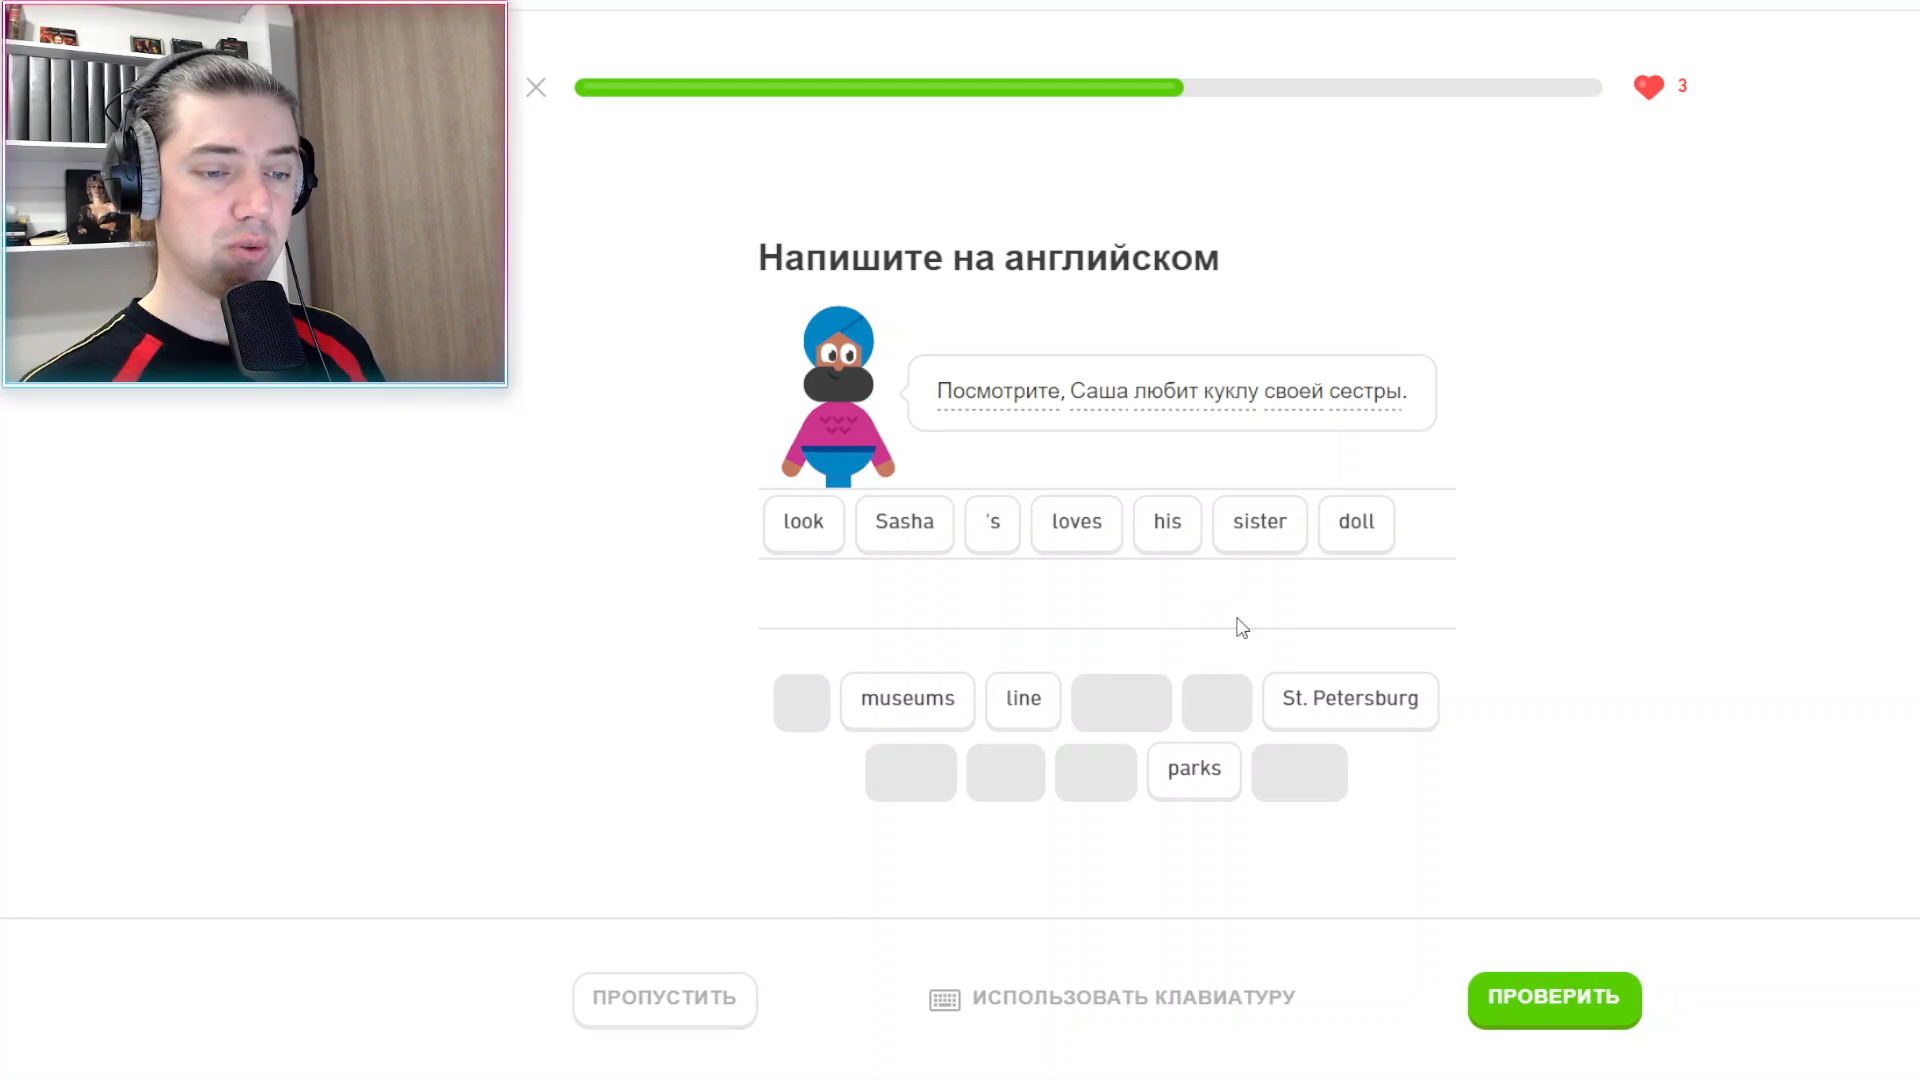 3
Напишите на английском
Посмотрите, Саша любит куклу своей сестры.
look Sasha 's loves his sister doll
museums line St. Petersburg
parks
ПРОПУСТИТЬ ИСПОЛЬЗОВАТЬ КЛАВИАТУРУ ПРОВЕРИТЬ